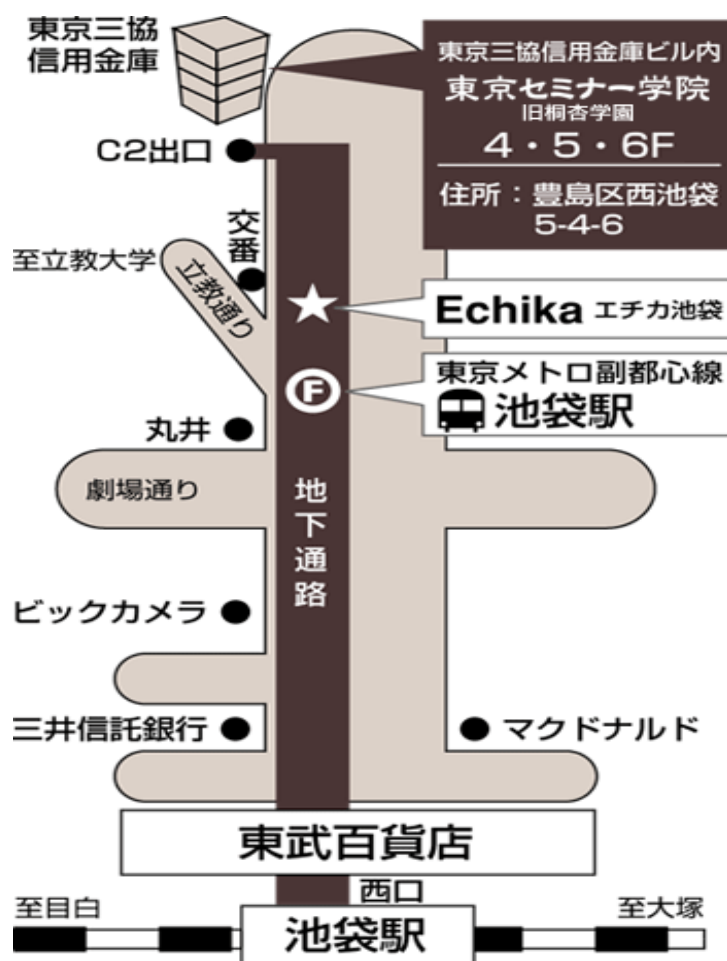 東京三協
信用金庫
東京三協信用金庫ビル内
東京セミナー学院
旧桐杏学園
4・5・6F
住所：豊島区西池袋
5-4-6
C2出口
交番
至立教大学
立教通り
Echika エチカ池袋
F
東京メトロ副都心線
池袋駅
丸井
劇場通り
地下通路
ビックカメラ
三井信託銀行
マクドナルド
東武百貨店
西口
至目白
池袋駅
至大塚